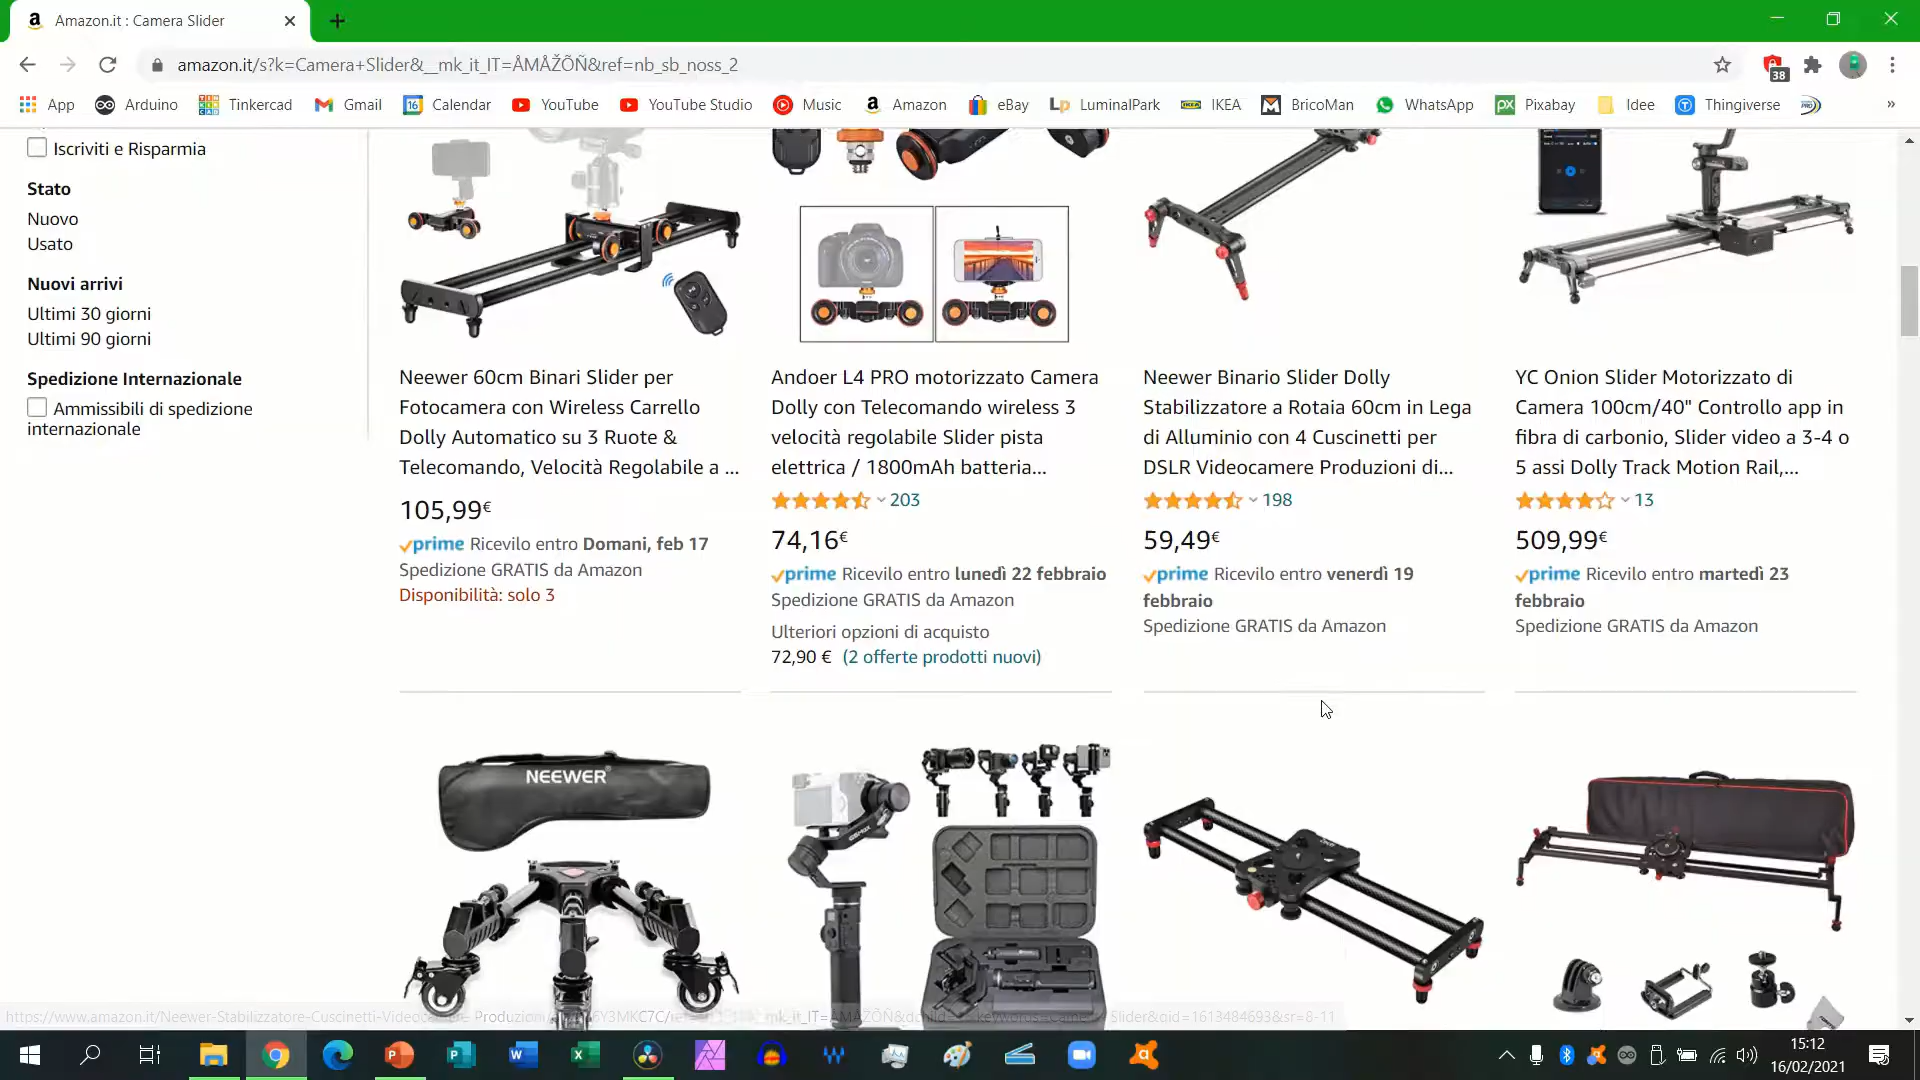 Amazon.it : Camera Slider
amazon.it/s?k=Camera+Slider&__mk_it_IT=ÅMÅŽÕÑ&ref=nb_sb_noss_2
38
App
Arduino
Tinkercad
Gmail
16 Calendar
YouTube
YouTube Studio
Music
Amazon
eBay
LuminalPark
IKEA
BricoMan
WhatsApp
Pixabay
Idee
Thingiverse
»
Iscriviti e Risparmia
Stato
Nuovo
Usato
Nuovi arrivi
Ultimi 30 giorni
Ultimi 90 giorni
Spedizione Internazionale
Ammissibili di spedizione
internazionale
Neewer 60cm Binari Slider per
Fotocamera con Wireless Carrello
Dolly Automatico su 3 Ruote &
Telecomando, Velocità Regolabile a ...
105,99€
prime Ricevilo entro Domani, feb 17
Spedizione GRATIS da Amazon
Disponibilità: solo 3
Andoer L4 PRO motorizzato Camera
Dolly con Telecomando wireless 3
velocità regolabile Slider pista
elettrica / 1800mAh batteria...
203
74,16€
prime Ricevilo entro lunedì 22 febbraio
Spedizione GRATIS da Amazon
Ulteriori opzioni di acquisto
72,90 € (2 offerte prodotti nuovi)
Neewer Binario Slider Dolly
Stabilizzatore a Rotaia 60cm in Lega
di Alluminio con 4 Cuscinetti per
DSLR Videocamere Produzioni di...
198
59,49€
prime Ricevilo entro venerdì 19
febbraio
Spedizione GRATIS da Amazon
YC Onion Slider Motorizzato di
Camera 100cm/40" Controllo app in
fibra di carbonio, Slider video a 3-4 o
5 assi Dolly Track Motion Rail,...
13
509,99€
prime Ricevilo entro martedì 23
febbraio
Spedizione GRATIS da Amazon
NEEWER
15:12
16/02/2021